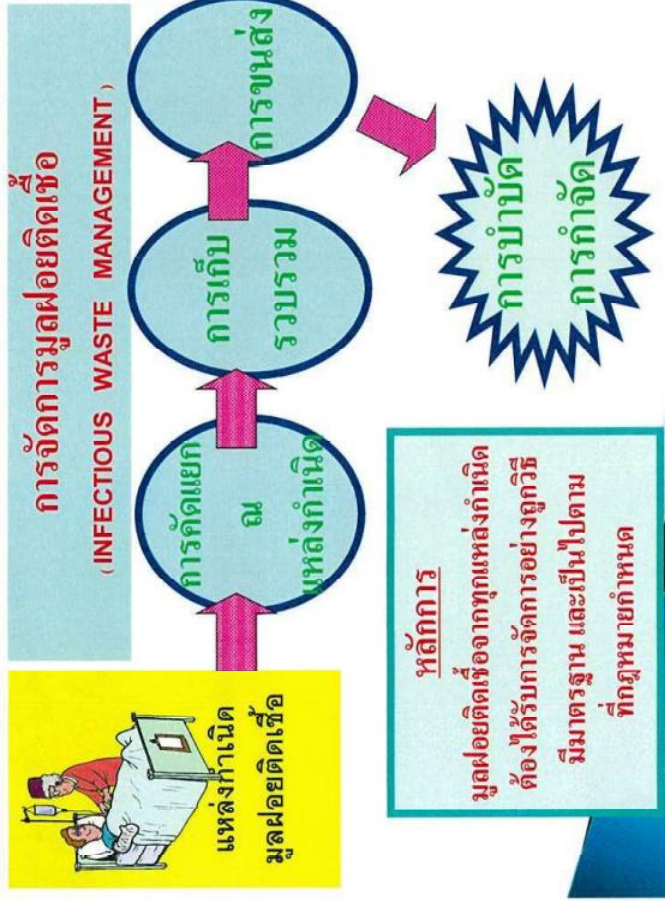 การจัดการมูลฝอยติดเชื้อ
( INFECTIOUS WASTE MANAGEMENT )
แหล่งกำเนิด
มูลฝอยติดเชื้อ
การคัดแยก
ณ
แหล่งกำเนิด
การเก็บ
รวบรวม
การขนส่ง
การบำบัด
การกำจัด
หลักการ
มูลฝอยติดเชื้อจากทุกแหล่งกำเนิด
ต้องได้รับการจัดการอย่างถูกวิธี
มีมาตรฐาน และเป็นไปตาม
ที่กฎหมายกำหนด